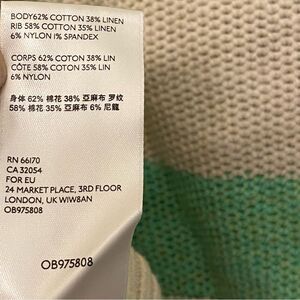 BODY62% COTTON 38% LINEN
RIB 58% COTTON 35% LINEN
6% NYLON 1% SPANDEX
CORPS 62% COTON 38% LIN
CÔTE 58% COTON 35% LIN
6% NYLON
身体 62% 棉花 38% 亞麻布 罗纹
58% 棉花 35% 亞麻布 6% 尼龍
RN 66170
CA 32054
FOR EU
24 MARKET PLACE, 3RD FLOOR
LONDON, UK W1W8AN
OB975808
OB975808